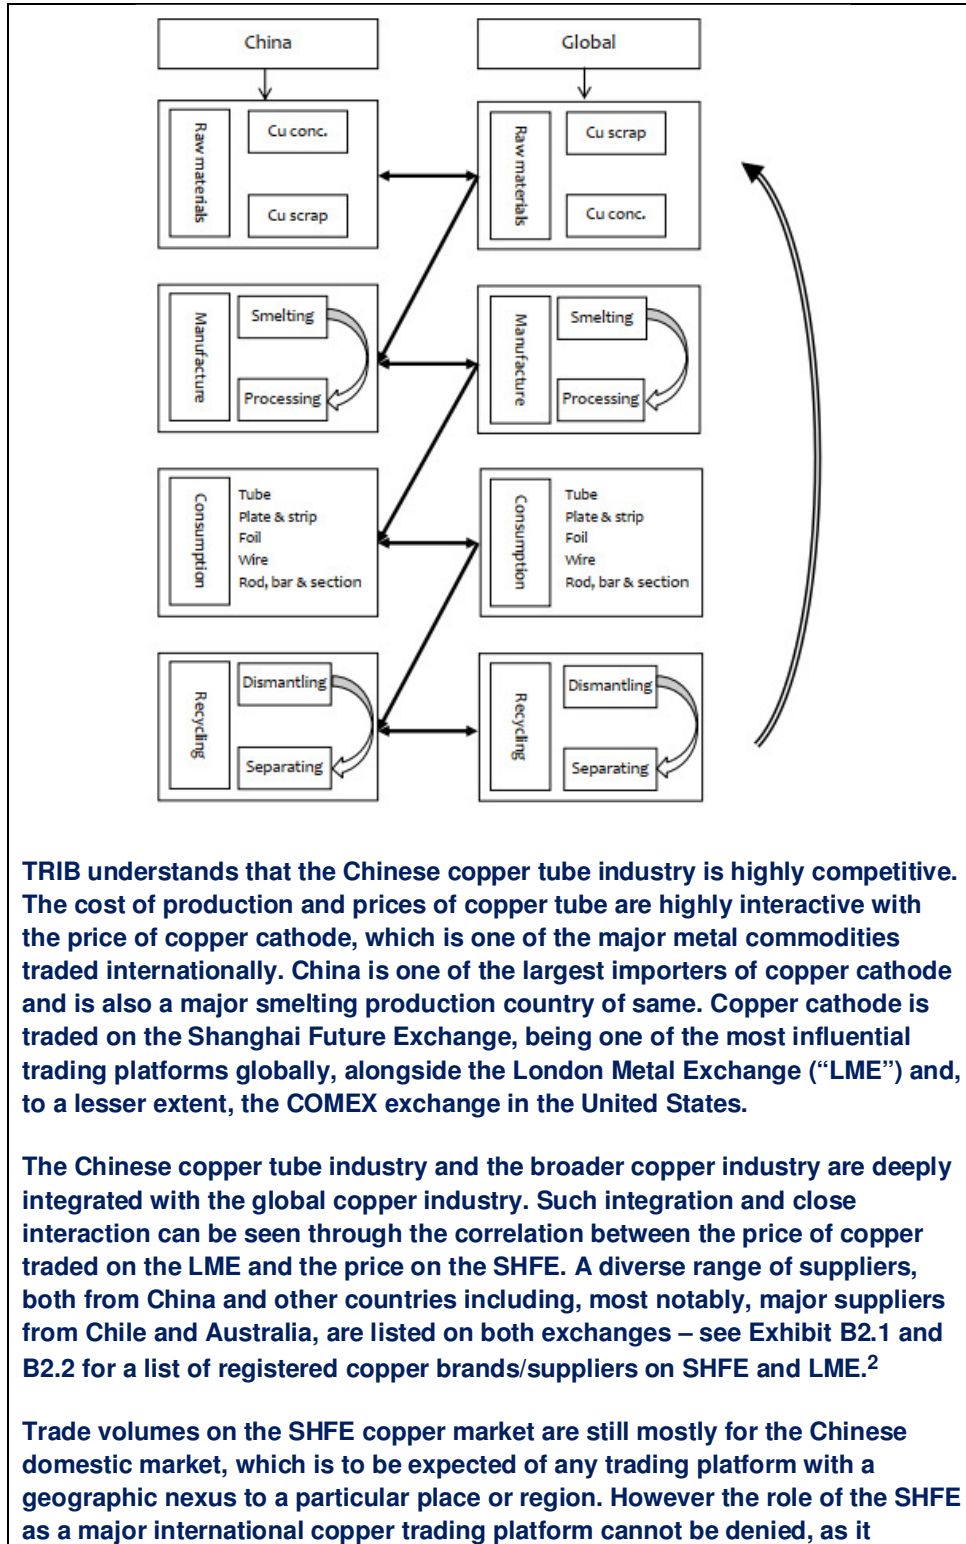 China
Global
Raw materials
Cu conc.
Cu scrap
Raw materials
Cu scrap
Cu conc.
Manufacture
Smelting
Processing
Manufacture
Smelting
Processing
Consumption
Tube
Plate & strip
Foil
Wire
Rod, bar & section
Consumption
Tube
Plate & strip
Foil
Wire
Rod, bar & section
Recycling
Dismantling
Separating
Recycling
Dismantling
Separating
TRIB understands that the Chinese copper tube industry is highly competitive.
The cost of production and prices of copper tube are highly interactive with
the price of copper cathode, which is one of the major metal commodities
traded internationally. China is one of the largest importers of copper cathode
and is also a major smelting production country of same. Copper cathode is
traded on the Shanghai Future Exchange, being one of the most influential
trading platforms globally, alongside the London Metal Exchange (“LME”) and,
to a lesser extent, the COMEX exchange in the United States.
The Chinese copper tube industry and the broader copper industry are deeply
integrated with the global copper industry. Such integration and close
interaction can be seen through the correlation between the price of copper
traded on the LME and the price on the SHFE. A diverse range of suppliers,
both from China and other countries including, most notably, major suppliers
from Chile and Australia, are listed on both exchanges – see Exhibit B2.1 and
B2.2 for a list of registered copper brands/suppliers on SHFE and LME.2
Trade volumes on the SHFE copper market are still mostly for the Chinese
domestic market, which is to be expected of any trading platform with a
geographic nexus to a particular place or region. However the role of the SHFE
as a major international copper trading platform cannot be denied, as it